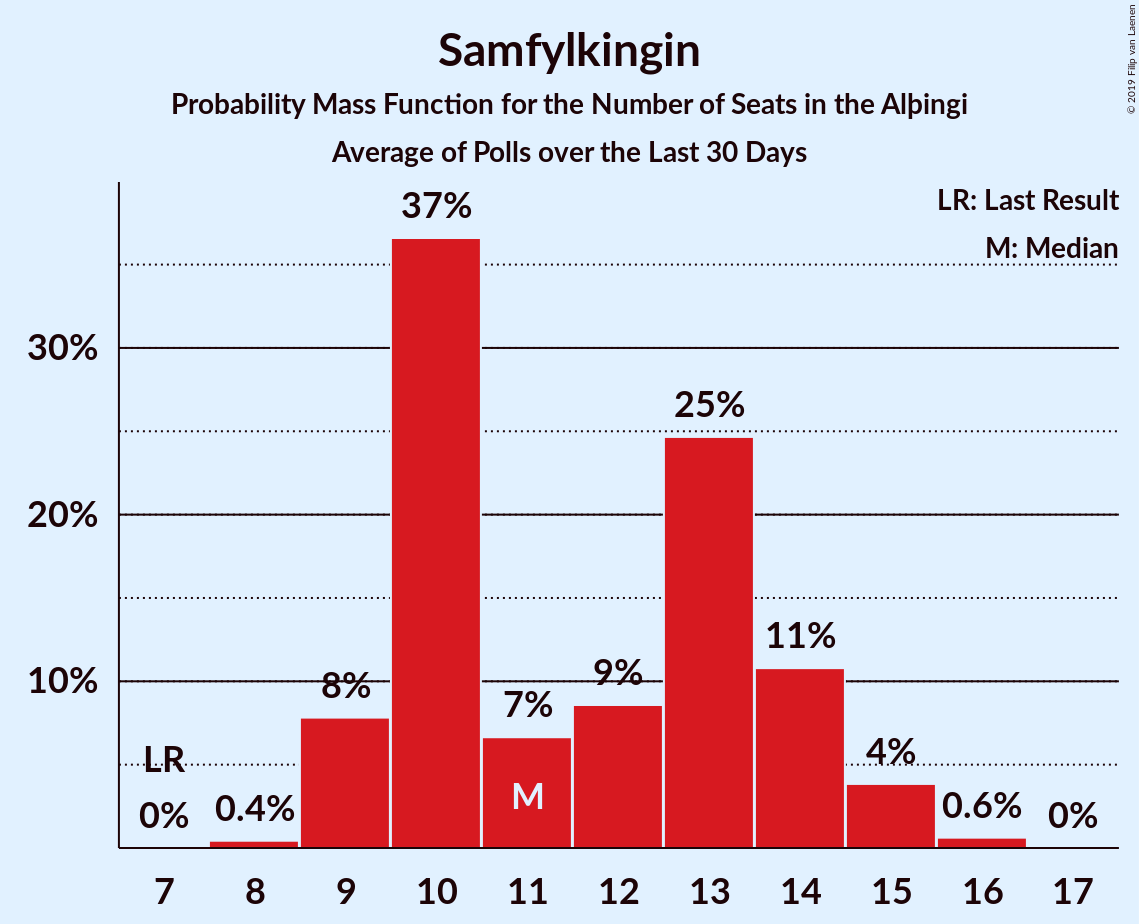 Samfylkingin
Probability Mass Function for the Number of Seats in the Alþingi
Average of Polls over the Last 30 Days
© 2019 Filip van Laenen
LR: Last Result
M: Median
37%
30%
25%
20%
11%
10%
8%
9%
7%
LR
4%
M
0%
0.4%
0.6%
0%
7 8 9 10 11 12 13 14 15 16 17